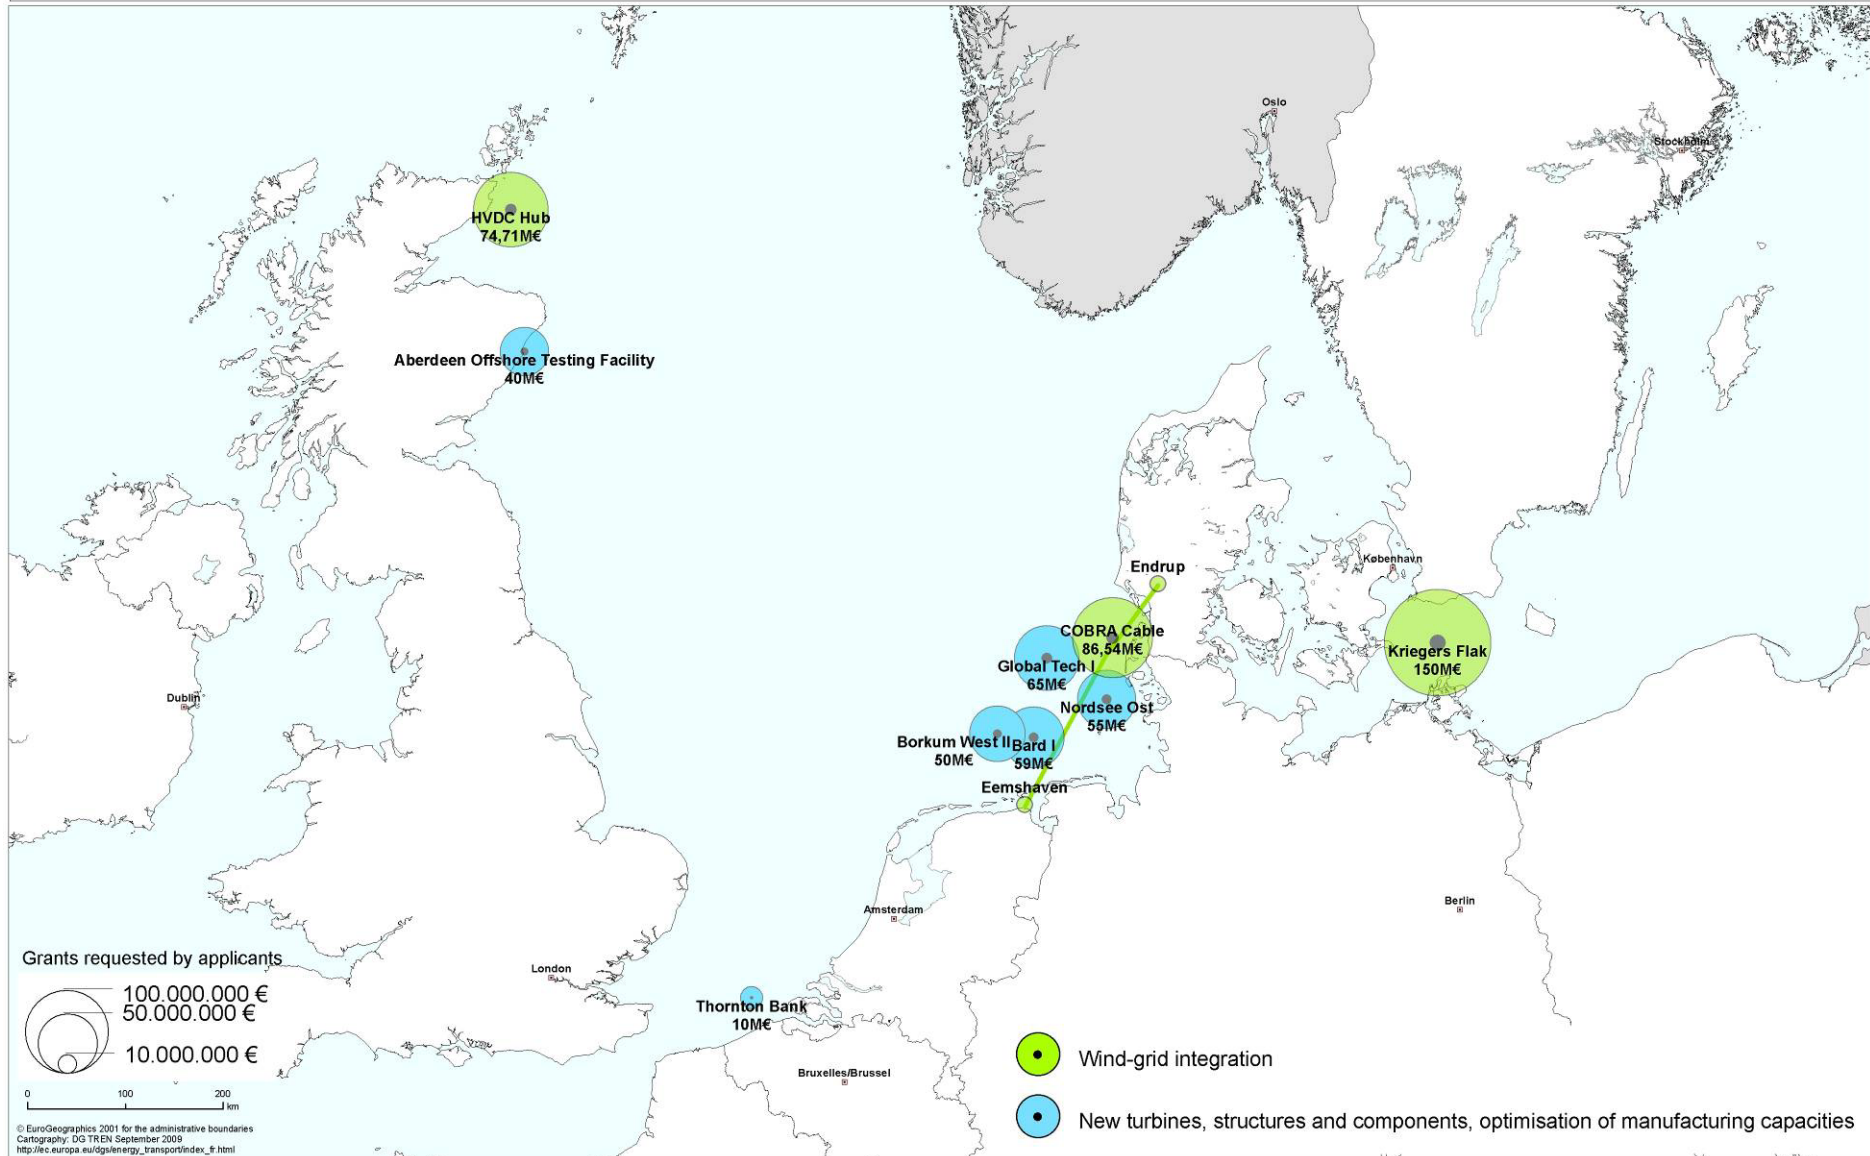 Oslo
Stockholm
HVDC Hub
74,71M€
Aberdeen Offshore Testing Facility
40M€
København
Endrup
COBRA Cable
86,54M€
Kriegers Flak
150M€
Global Tech I
65M€
Dublin
Nordsee Ost
55M€
Borkum West II
50M€
Bard I
59M€
Eemshaven
Amsterdam
Berlin
London
Thornton Bank
10M€
Bruxelles/Brussel
Grants requested by applicants
100.000.000 €
50.000.000 €
10.000.000 €
0 100 200
km
Wind-grid integration
New turbines, structures and components, optimisation of manufacturing capacities
© EuroGeographics 2001 for the administrative boundaries
Cartography: DG TREN September 2009
http://ec.europa.eu/dgs/energy_transport/index_fr.html